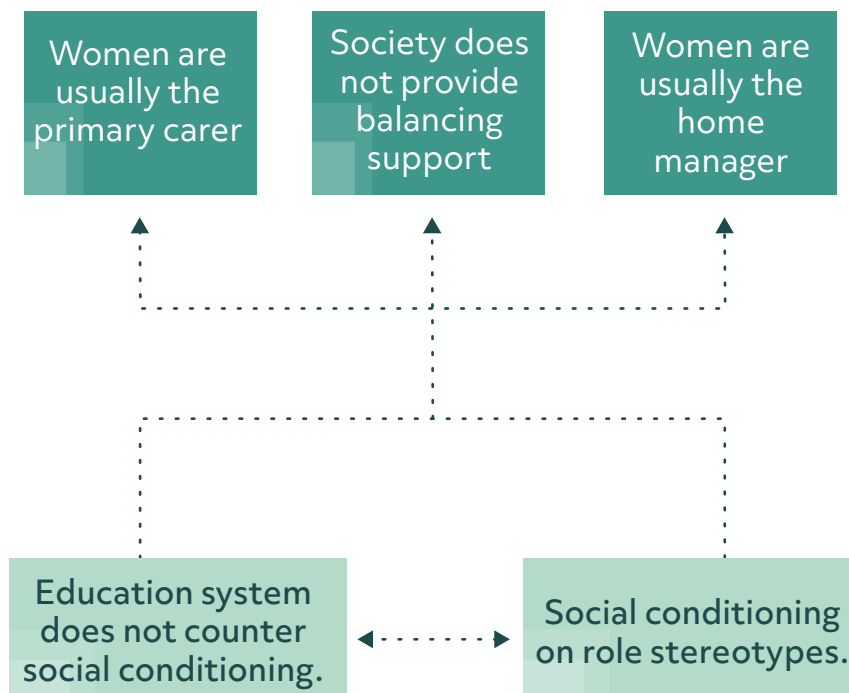 Women are
usually the
primary carer
Society does
not provide
balancing
support
Women are
usually the
home
manager
Education system
does not counter
social conditioning.
Social conditioning
on role stereotypes.